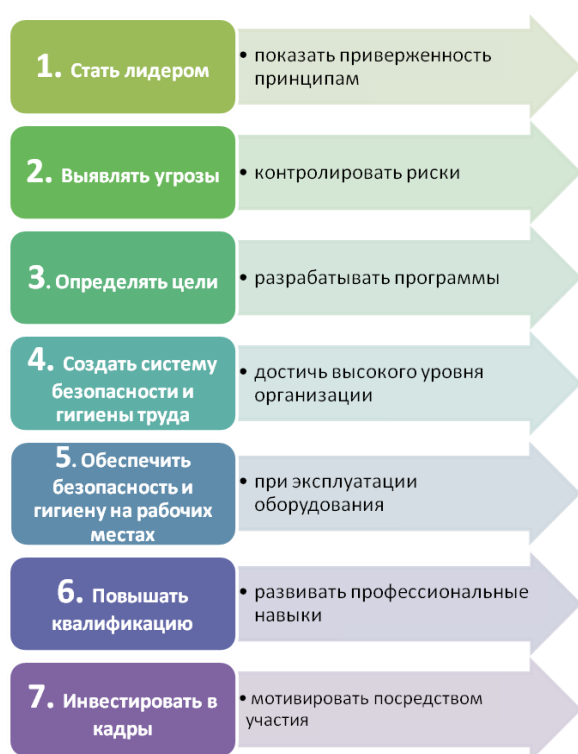 1. Стать лидером
• показать приверженность
принципам
2. Выявлять угрозы
• контролировать риски
3. Определять цели
• разрабатывать программы
4. Создать систему
безопасности и
гигиены труда
• достичь высокого уровня
организации
5. Обеспечить
безопасность и
гигиену на рабочих
местах
• при эксплуатации
оборудования
6. Повышать
квалификацию
• развивать профессиональные
навыки
7. Инвестировать в
кадры
• мотивировать посредством
участия